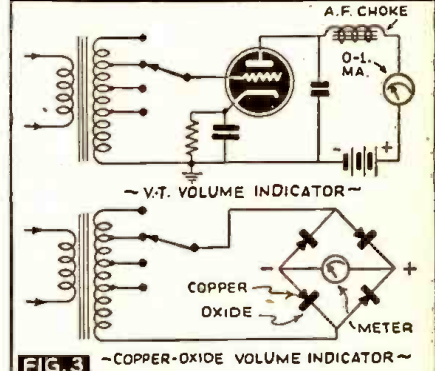 A.F. CHOKE
0-1.
MA.
- +
~ V.T. VOLUME INDICATOR ~
- +
COPPER
OXIDE
METER
FIG.3 ~COPPER-OXIDE VOLUME INDICATOR~